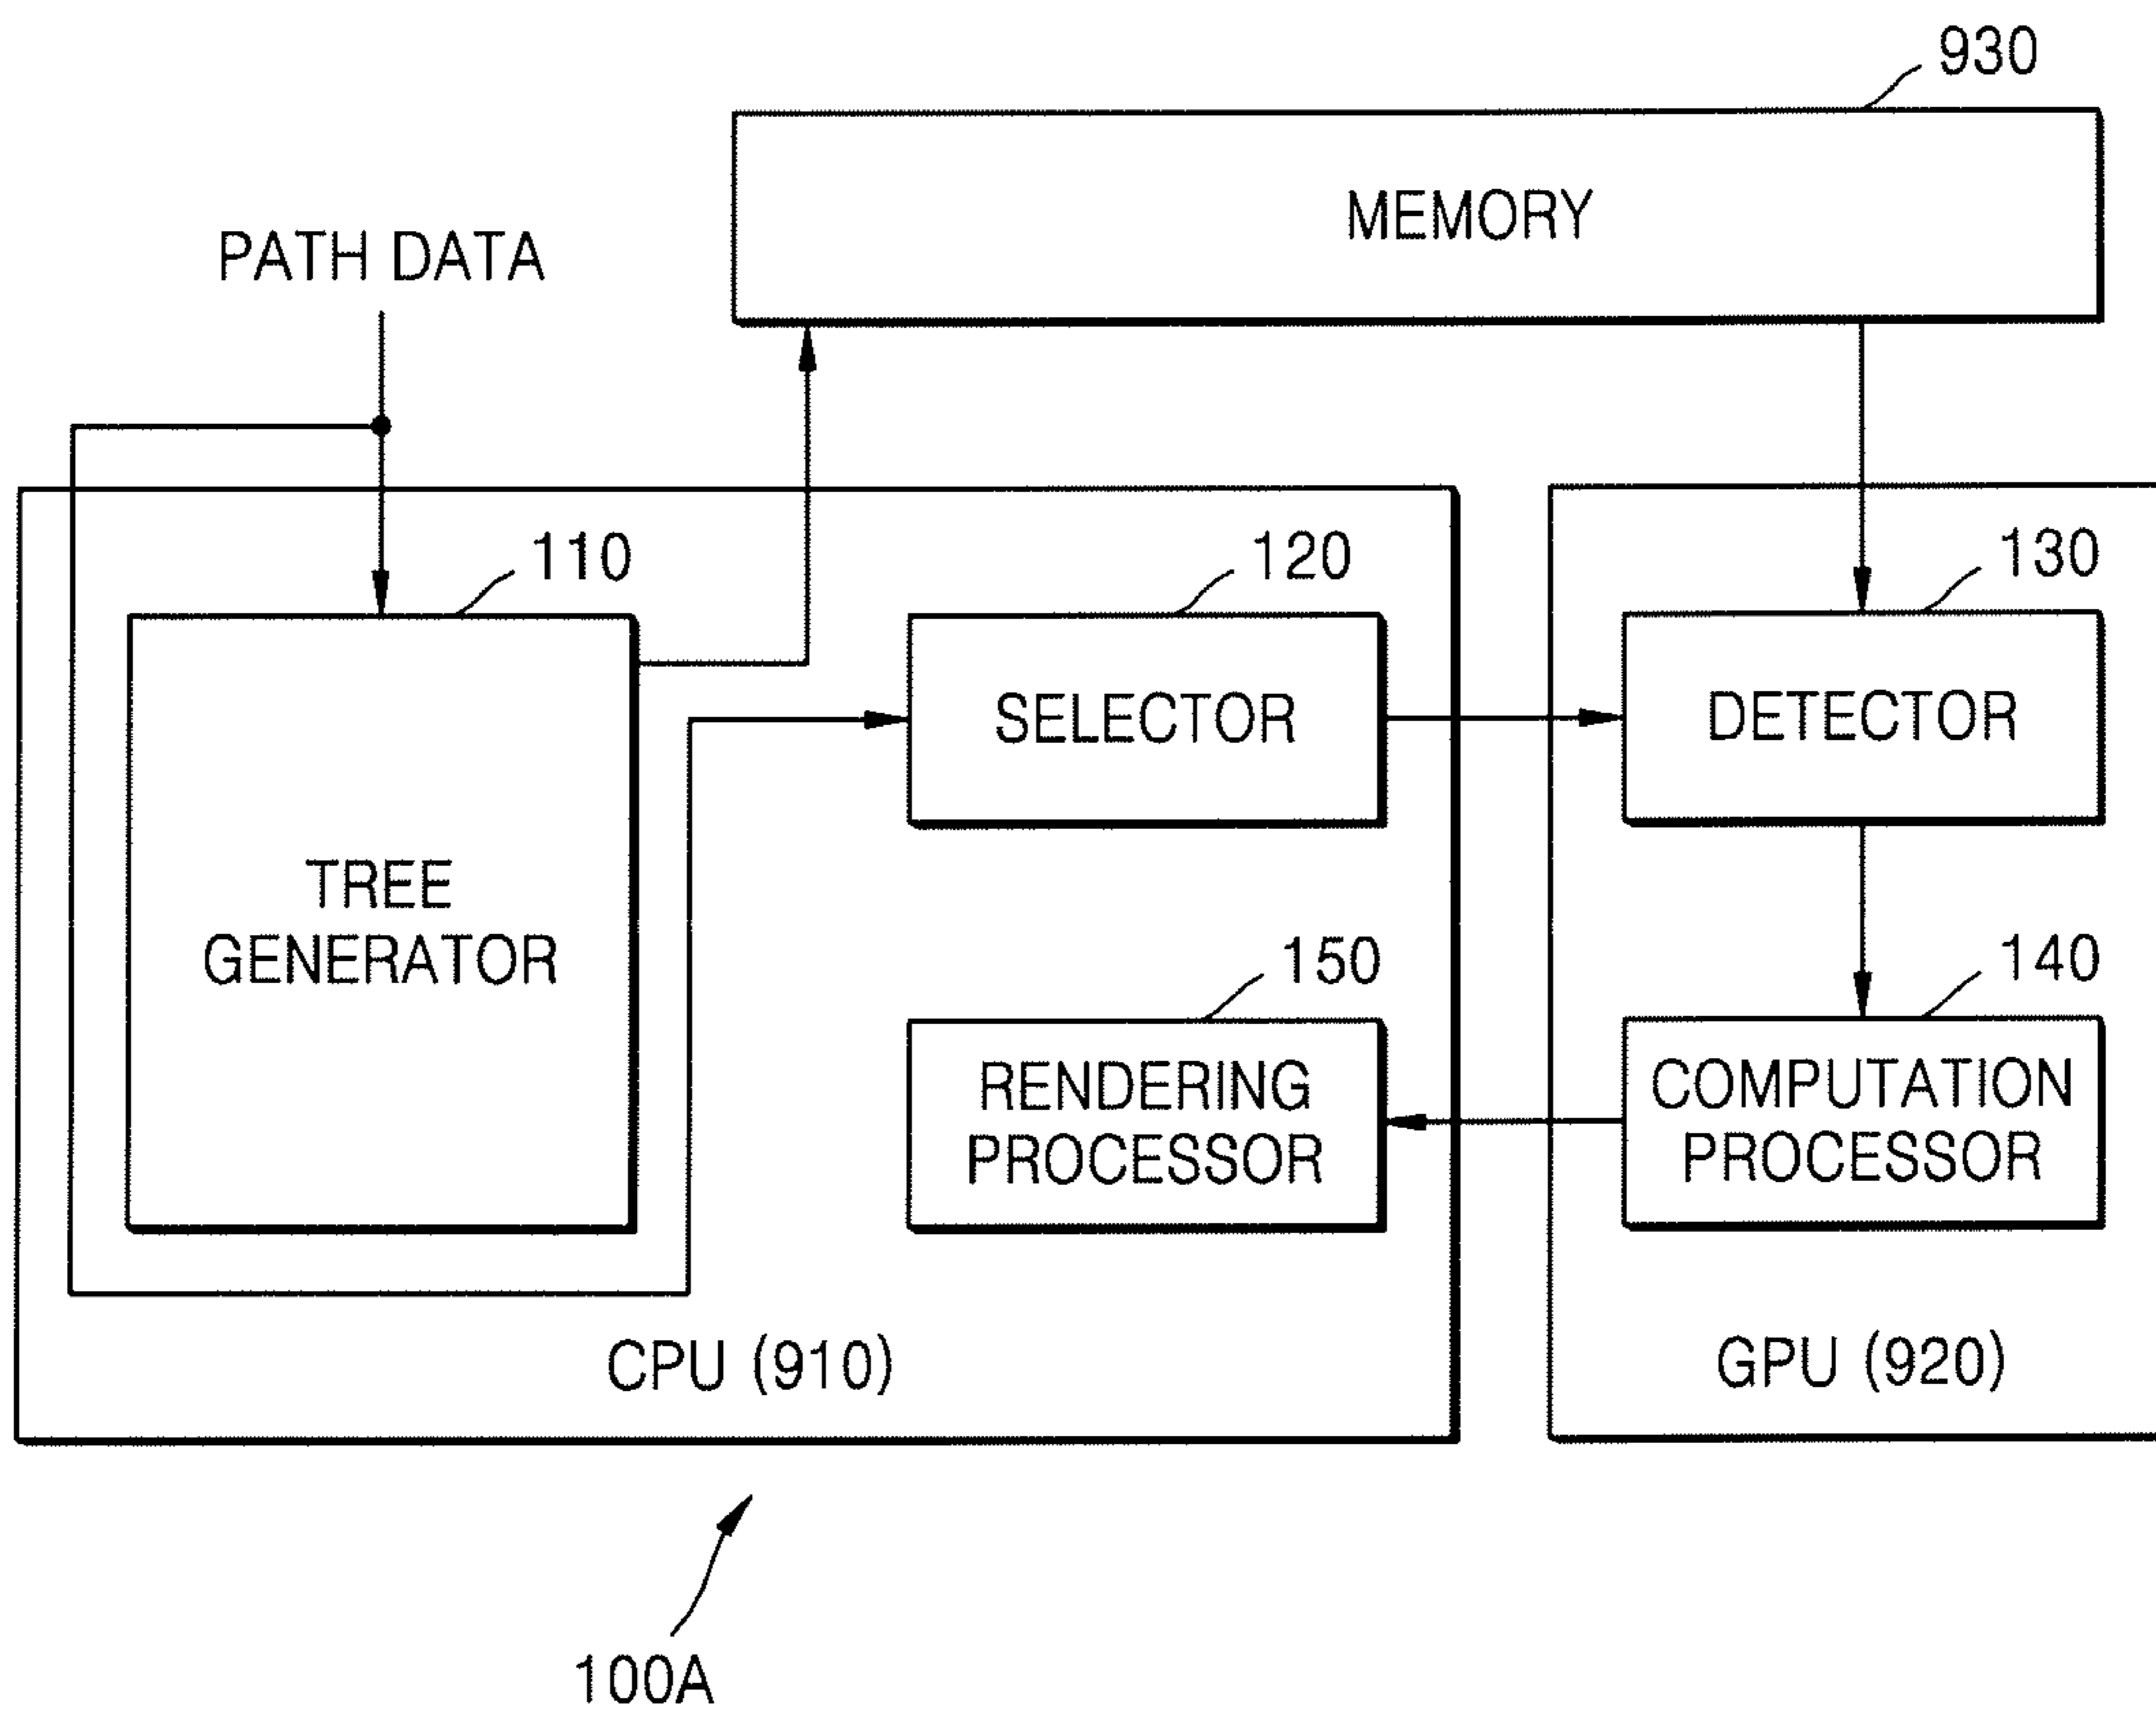 930
MEMORY
PATH DATA
110
120
130
SELECTOR
DETECTOR
TREE
GENERATOR
150
140
RENDERING
PROCESSOR
COMPUTATION
PROCESSOR
CPU (910)
GPU (920)
100A